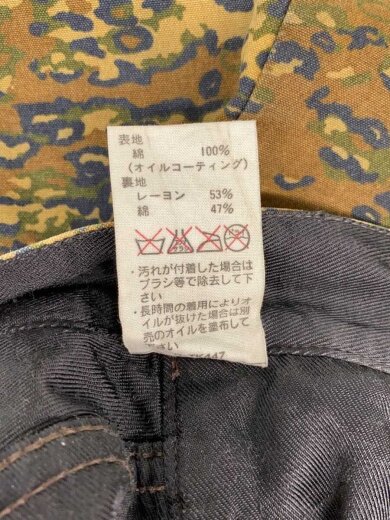 表地
綿 100%
(オイルコーティング)
裏地
レーヨン 53%
綿 47%
・汚れが付着した場合は
ブラシ等で除去して下
さい
・長時間の着用によりオ
イルが抜けた場合は別
売のオイルを塗布して
下さい